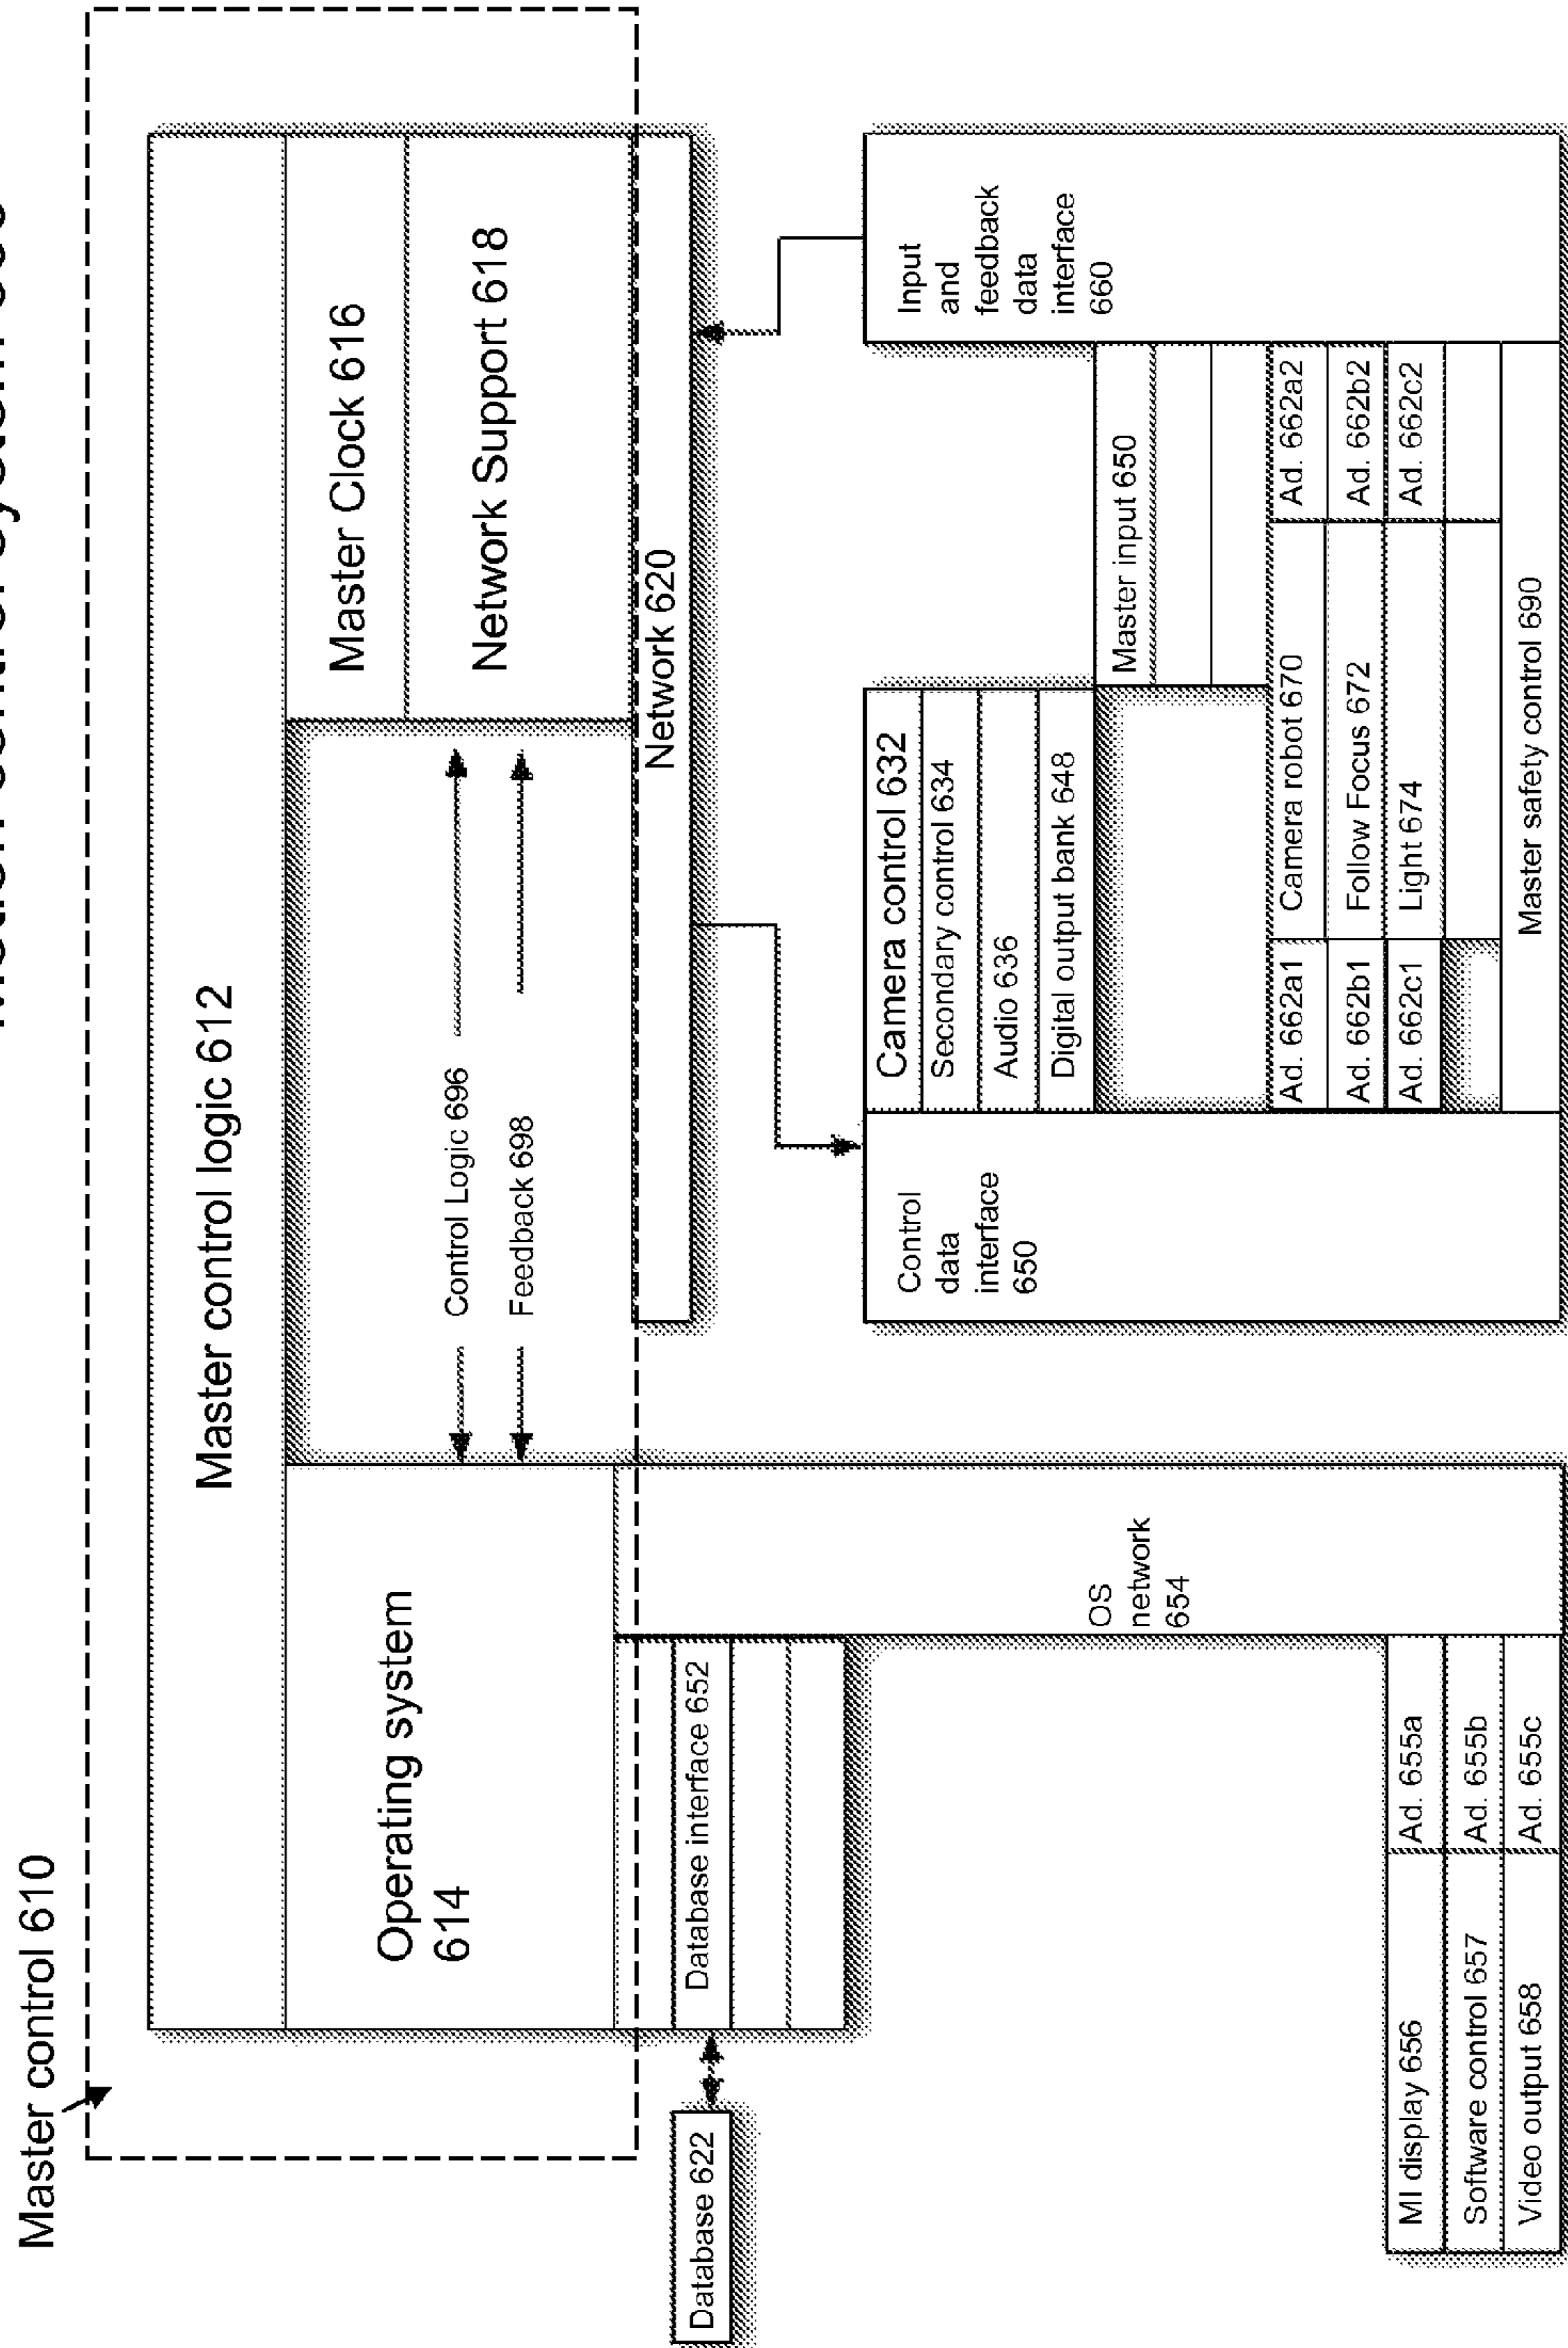 Master control 610
control system
Master control logic 612
Operating system
614
Control Logic 696
Feedback 698
Master Clock 616
Network Support 618
Network 620
Database 622
Database interface 652
OS
network
654
MI display 656
Ad. 655a
Software control 657
Ad. 655b
Video output 658
Ad. 655c
Control
data
interface
650
Camera control 632
Secondary control 634
Audio 636
Digital output bank 648
Input
and
feedback
data
interface
660
Master input 650
Ad. 662a1
Camera robot 670
Ad. 662a2
Ad. 662b1
Follow Focus 672
Ad. 662b2
Ad. 662c1
Light 674
Ad. 662c2
Master safety control 690